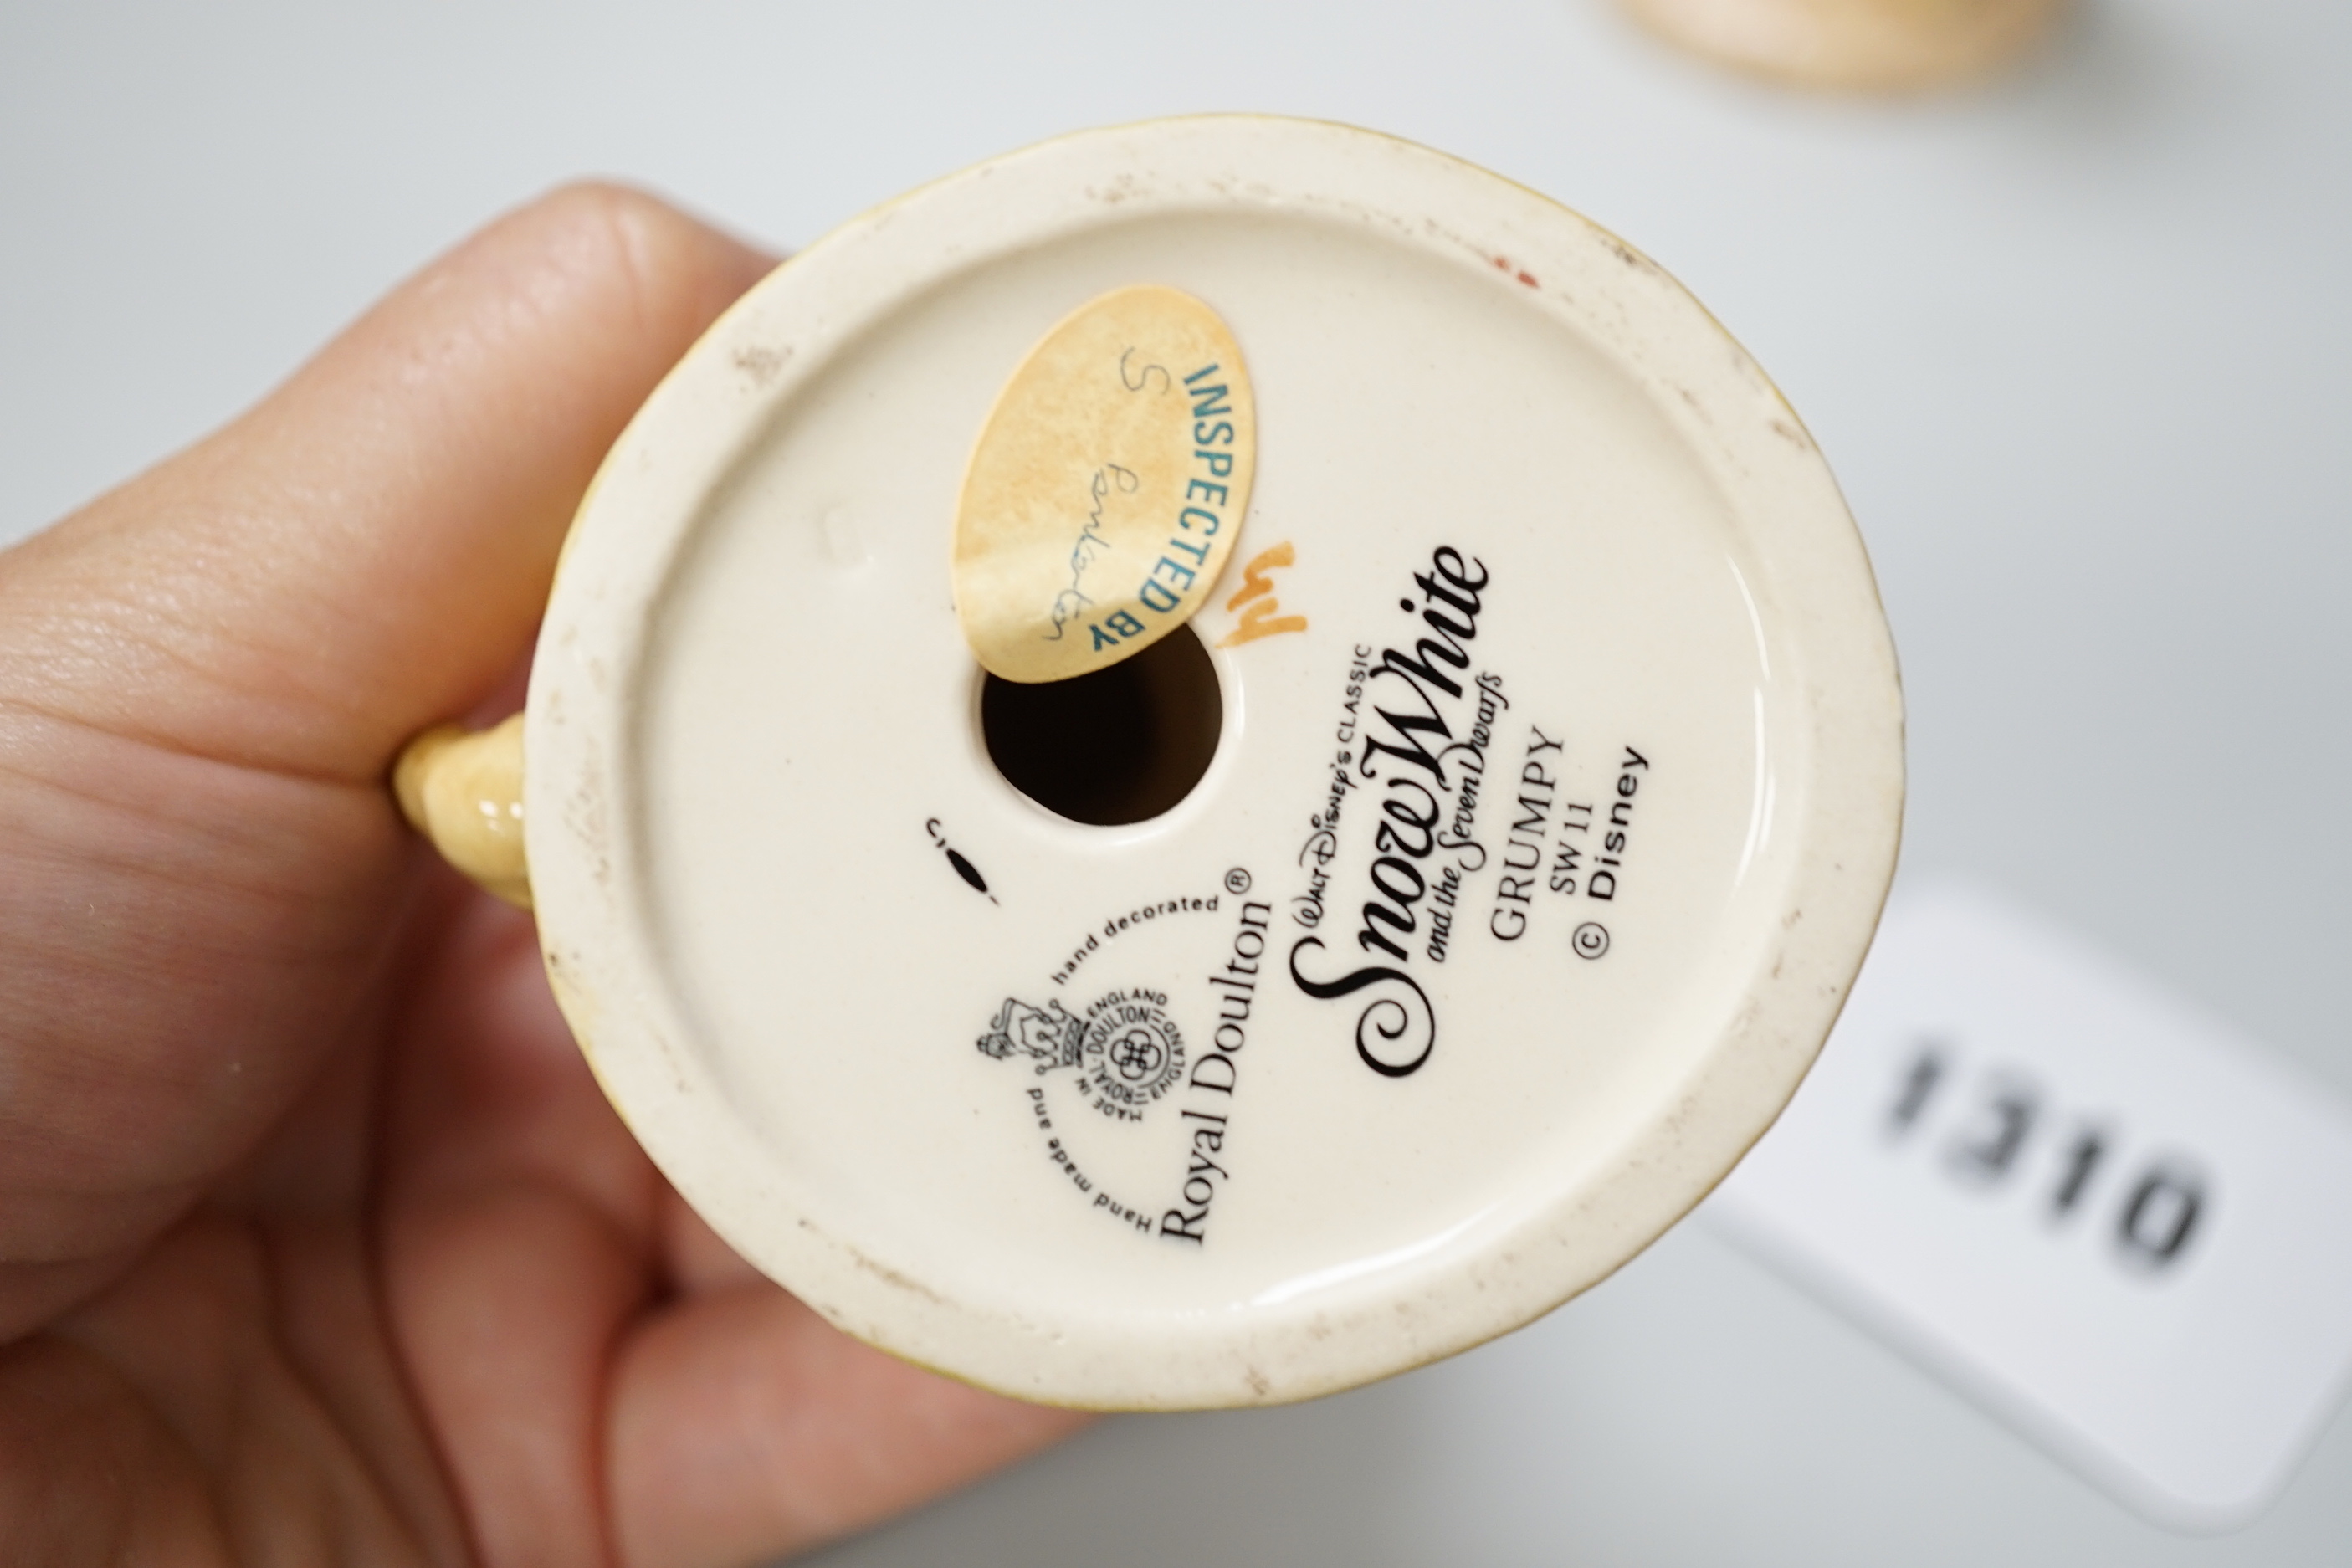 INSPECTED BY
S
Hand made and hand decorated
MADE IN ENGLAND
ROYAL DOULTON
ENGLAND
Royal Doulton®
WALT DISNEY'S CLASSIC
Snow White
and the Seven Dwarfs
GRUMPY
SW 11
© Disney
1310